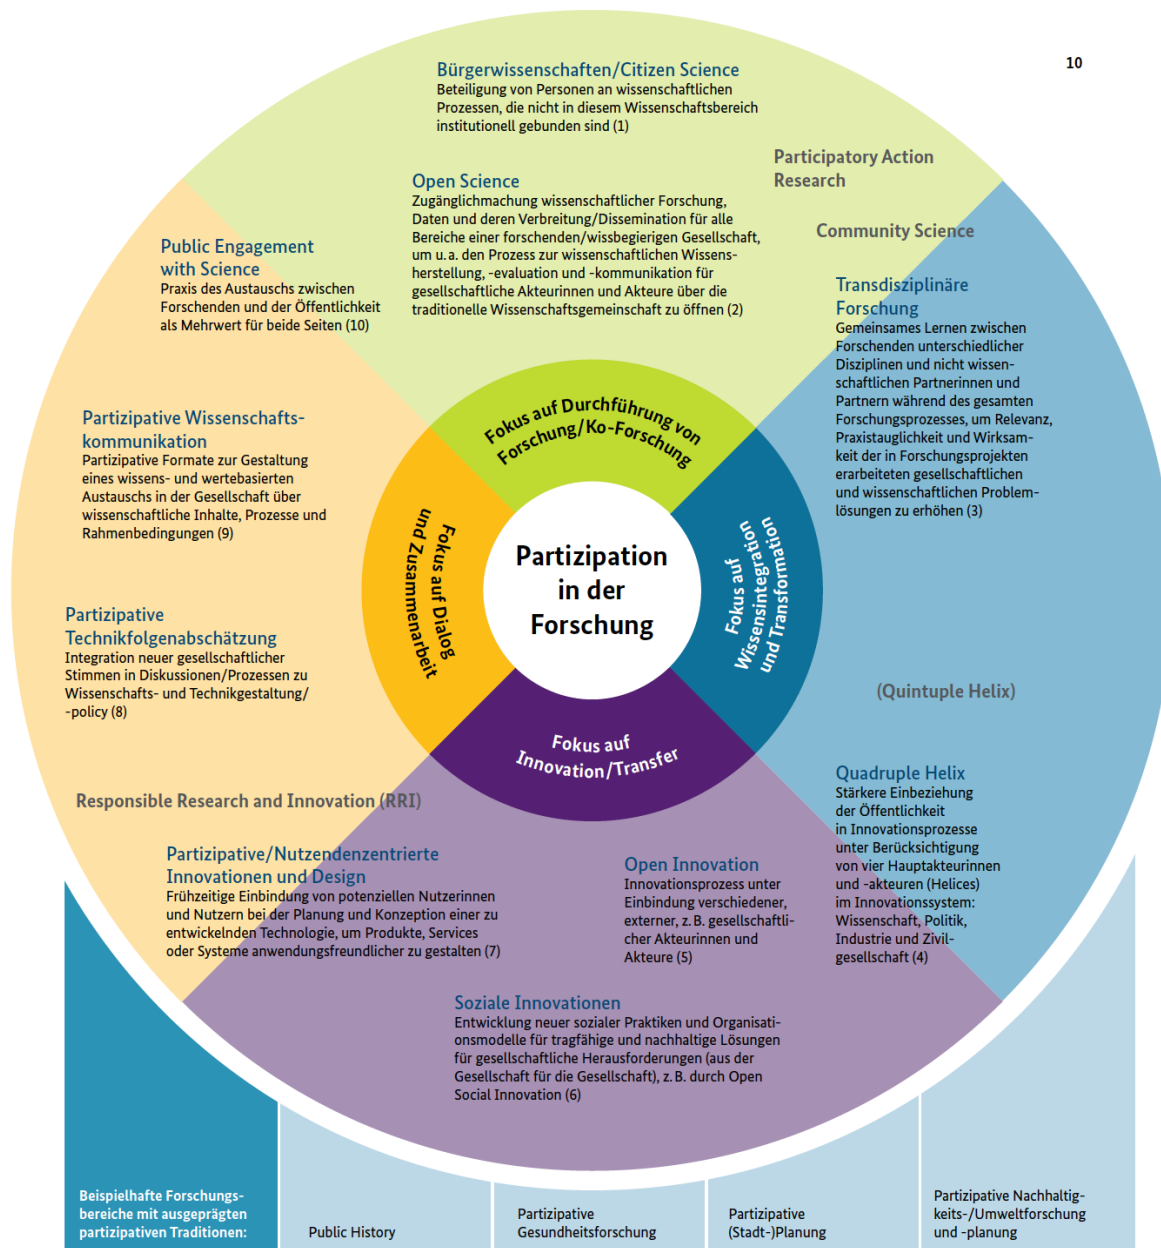 10
Bürgerwissenschaften/Citizen Science
Beteiligung von Personen an wissenschaftlichen
Prozessen, die nicht in diesem Wissenschaftsbereich
institutionell gebunden sind (1)
Participatory Action
Research
Open Science
Zugänglichmachung wissenschaftlicher Forschung,
Daten und deren Verbreitung/Dissemination für alle
Bereiche einer forschenden/wissbegierigen Gesellschaft,
um u. a. den Prozess zur wissenschaftlichen Wissens-
herstellung, -evaluation und -kommunikation für
gesellschaftliche Akteurinnen und Akteure über die
traditionelle Wissenschaftsgemeinschaft zu öffnen (2)
Community Science
Transdisziplinäre
Forschung
Gemeinsames Lernen zwischen
Forschenden unterschiedlicher
Disziplinen und nicht wissen-
schaftlichen Partnerinnen und
Partnern während des gesamten
Forschungsprozesses, um Relevanz,
Praxistauglichkeit und Wirksam-
keit der in Forschungsprojekten
erarbeiteten gesellschaftlichen
und wissenschaftlichen Problem-
lösungen zu erhöhen (3)
Public Engagement
with Science
Praxis des Austauschs zwischen
Forschenden und der Öffentlichkeit
als Mehrwert für beide Seiten (10)
Partizipative Wissenschafts-
kommunikation
Partizipative Formate zur Gestaltung
eines wissens- und wertebasierten
Austauschs in der Gesellschaft über
wissenschaftliche Inhalte, Prozesse und
Rahmenbedingungen (9)
Partizipative
Technikfolgenabschätzung
Integration neuer gesellschaftlicher
Stimmen in Diskussionen/Prozessen zu
Wissenschafts- und Technikgestaltung/
-policy (8)
Fokus auf Durchführung von
Forschung/Ko-Forschung
Fokus auf Dialog
und Zusammenarbeit
Partizipation
in der
Forschung
Fokus auf
Wissensintegration
und Transformation
Fokus auf
Innovation/Transfer
(Quintuple Helix)
Quadruple Helix
Stärkere Einbeziehung
der Öffentlichkeit
in Innovationsprozesse
unter Berücksichtigung
von vier Hauptakteurinnen
und -akteuren (Helices)
im Innovationssystem:
Wissenschaft, Politik,
Industrie und Zivil-
gesellschaft (4)
Responsible Research and Innovation (RRI)
Partizipative/Nutzendenzentrierte
Innovationen und Design
Frühzeitige Einbindung von potenziellen Nutzerinnen
und Nutzern bei der Planung und Konzeption einer zu
entwickelnden Technologie, um Produkte, Services
oder Systeme anwendungsfreundlicher zu gestalten (7)
Open Innovation
Innovationsprozess unter
Einbindung verschiedener,
externer, z. B. gesellschaftli-
cher Akteurinnen und
Akteure (5)
Soziale Innovationen
Entwicklung neuer sozialer Praktiken und Organisati-
onsmodelle für tragfähige und nachhaltige Lösungen
für gesellschaftliche Herausforderungen (aus der
Gesellschaft für die Gesellschaft), z. B. durch Open
Social Innovation (6)
Beispielhafte Forschungs-
bereiche mit ausgeprägten
partizipativen Traditionen:
Public History
Partizipative
Gesundheitsforschung
Partizipative
(Stadt-)Planung
Partizipative Nachhaltig-
keits-/Umweltforschung
und -planung